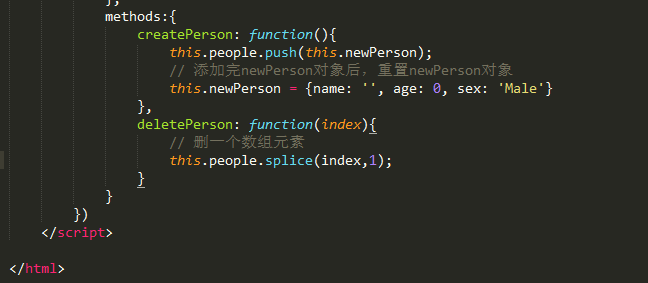 },
methods:{
createPerson: function(){
this.people.push(this.newPerson);
// 添加完newPerson对象后，重置newPerson对象
this.newPerson = {name: '', age: 0, sex: 'Male'}
},
deletePerson: function(index){
// 删一个数组元素
this.people.splice(index,1);
}
}
})
</script>
</html>